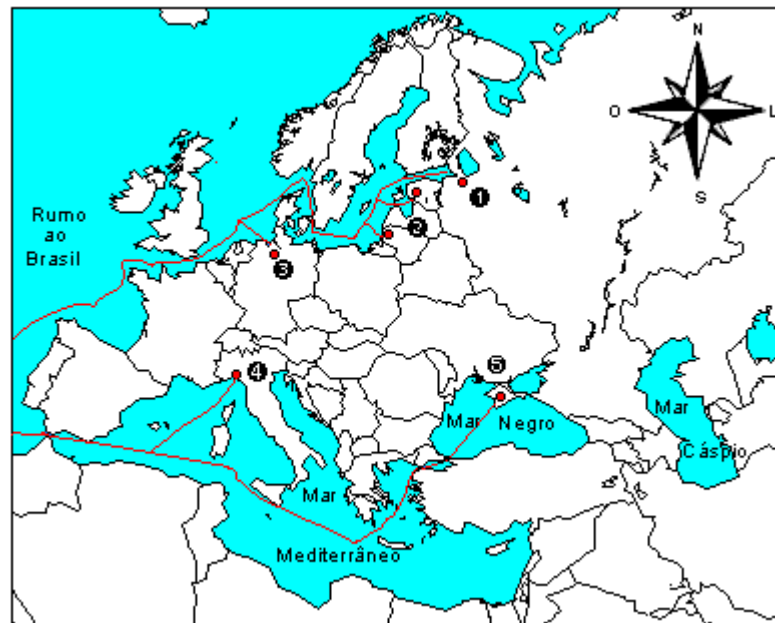 N
O
L
S
Rumo
ao
Brasil
1
2
3
4
5
Mar
Negro
Mar
Cáspio
Mar
Mediterrâneo